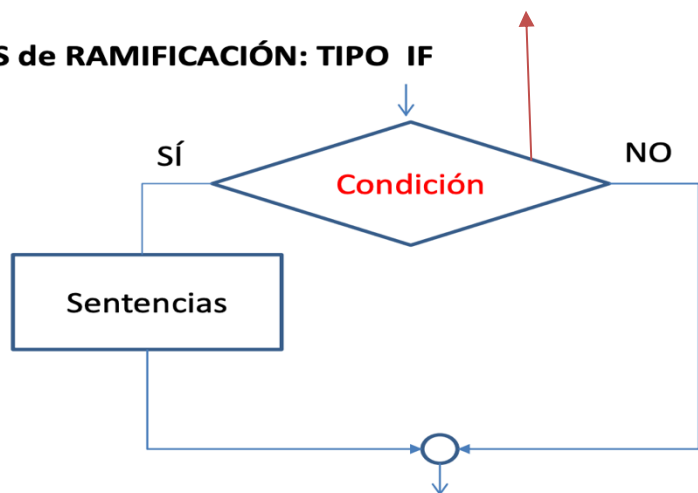 S de RAMIFICACIÓN: TIPO IF
SÍ
NO
Condición
Sentencias